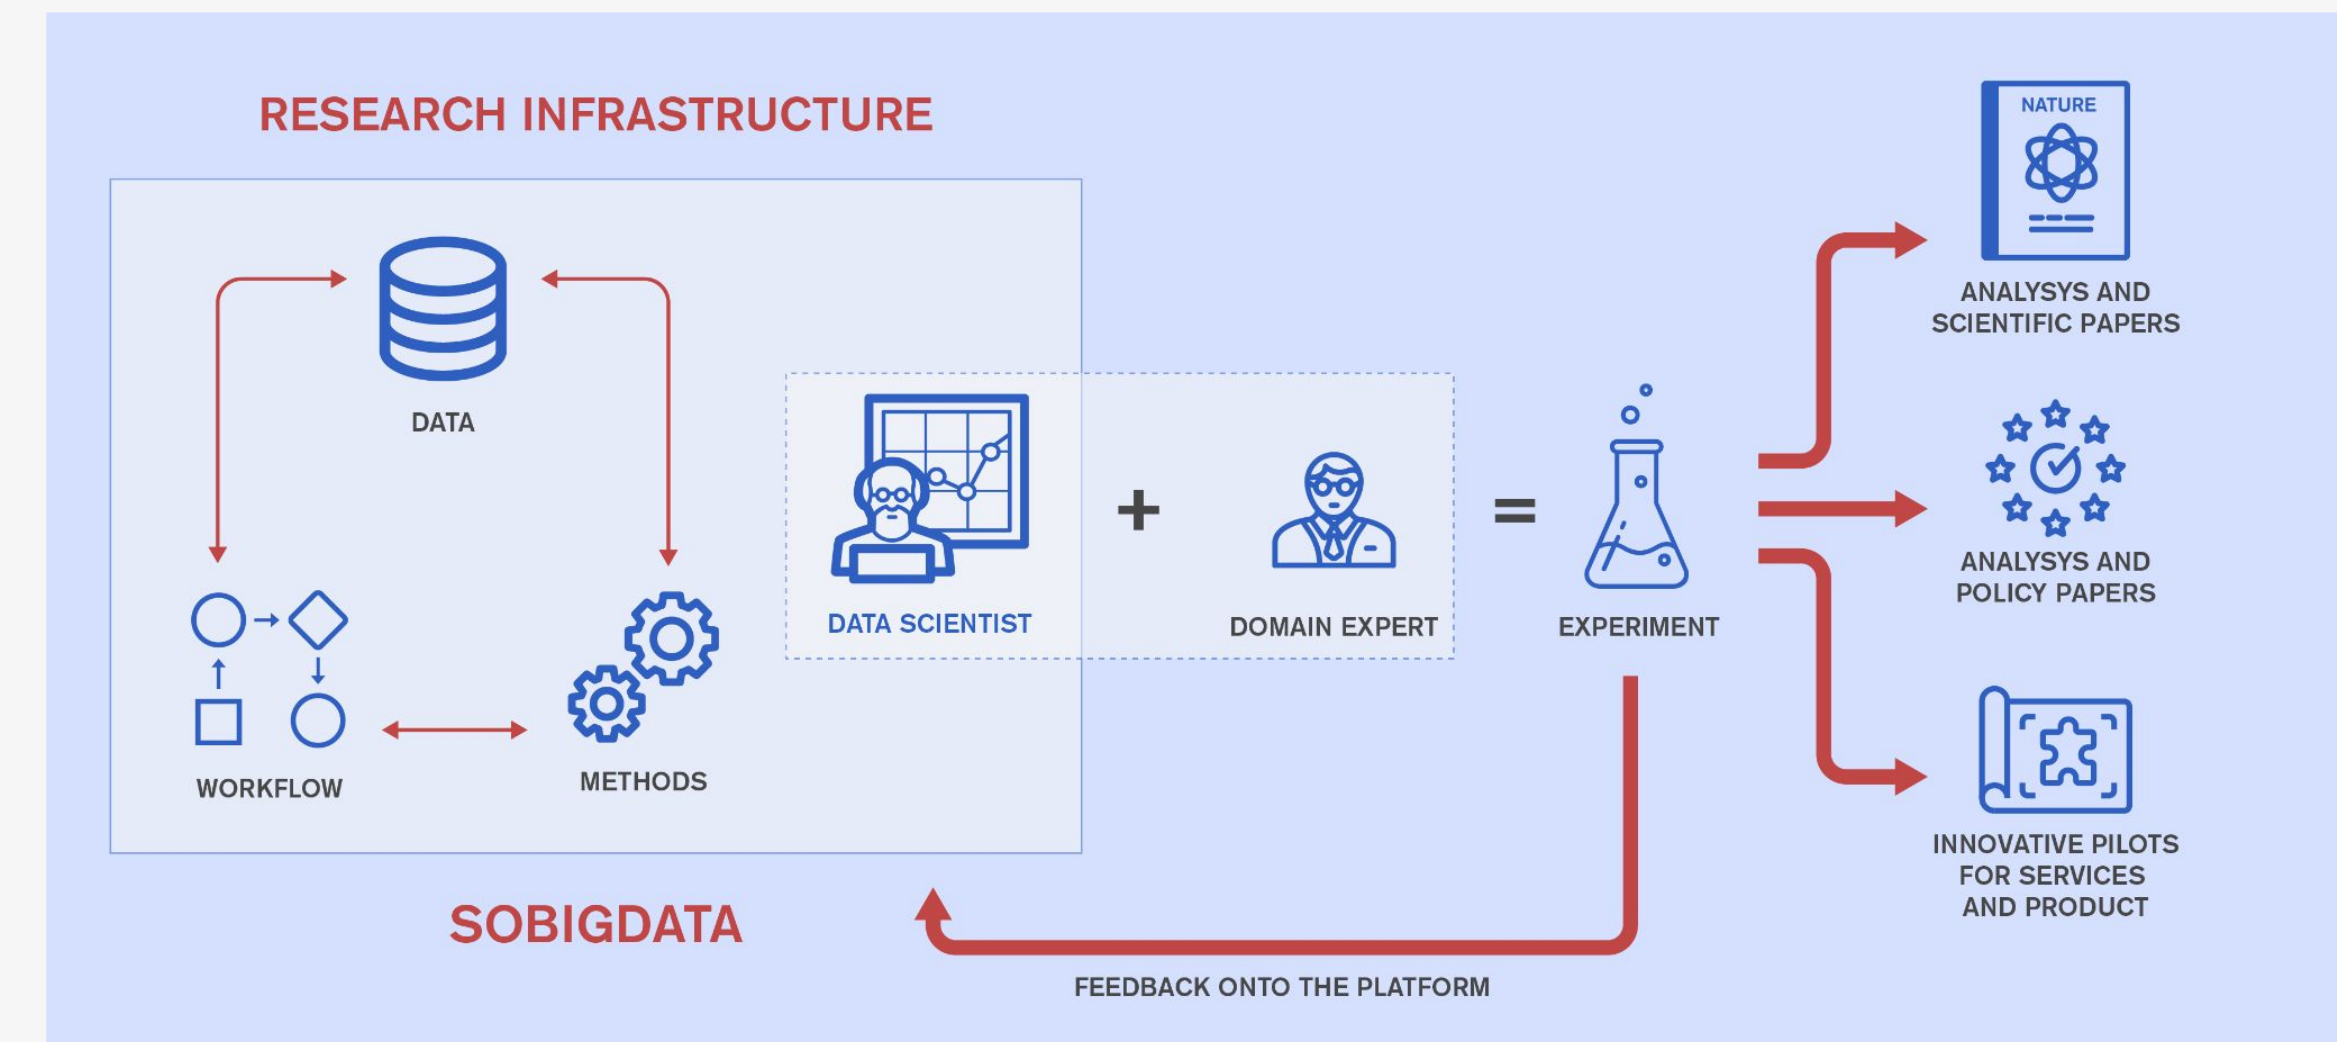 RESEARCH INFRASTRUCTURE
DATA
WORKFLOW
METHODS
DATA SCIENTIST
+
DOMAIN EXPERT
=
EXPERIMENT
NATURE
ANALYSYS AND
SCIENTIFIC PAPERS
ANALYSYS AND
POLICY PAPERS
INNOVATIVE PILOTS
FOR SERVICES
AND PRODUCT
SOBIGDATA
FEEDBACK ONTO THE PLATFORM